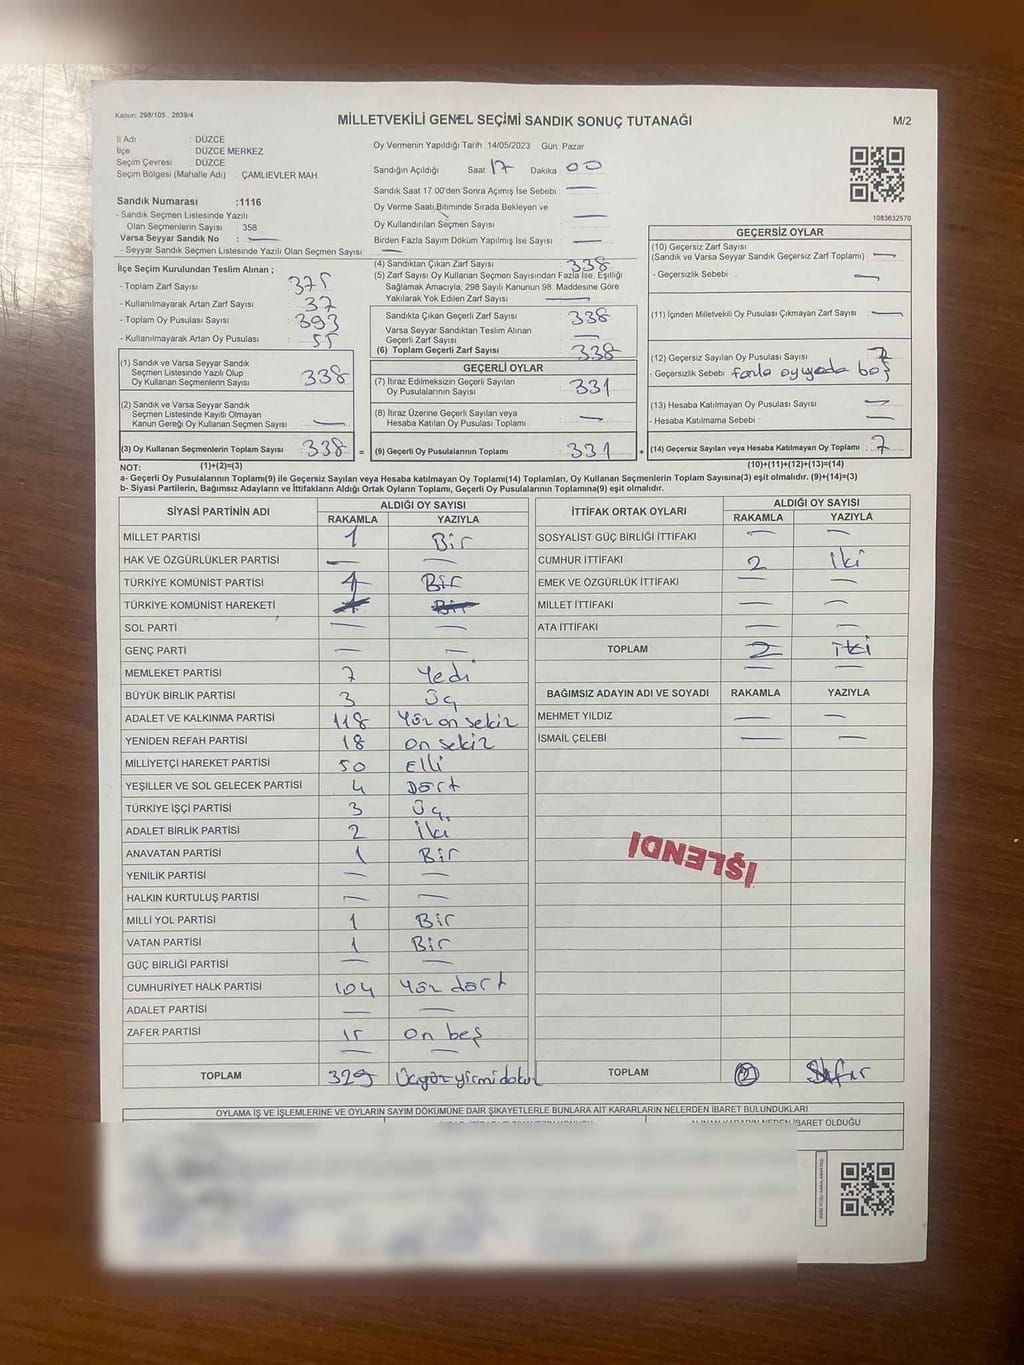 Kanun: 298/105 , 2839/4
MİLLETVEKİLİ GENEL SEÇİMİ SANDIK SONUÇ TUTANAĞI
M/2
İl Adı : DÜZCE
İlçe : DÜZCE MERKEZ
Seçim Çevresi : DÜZCE
Seçim Bölgesi (Mahalle Adı) : ÇAMLIEVLER MAH.
Sandık Numarası :1116
- Sandık Seçmen Listesinde Yazılı
Olan Seçmenlerin Sayısı 358
Varsa Seyyar Sandık No : —
- Seyyar Sandık Seçmen Listesinde Yazılı Olan Seçmen Sayısı : —
Oy Vermenin Yapıldığı Tarih 14/05/2023 Gün: Pazar
Sandığın Açıldığı Saat 17 Dakika 00
Sandık Saat 17:00'den Sonra Açımış İse Sebebi : —
Oy Verme Saati Bitiminde Sırada Bekleyen ve
Oy Kullandırılan Seçmen Sayısı —
Birden Fazla Sayım Döküm Yapılmış İse Sayısı : —
1083632570
İlçe Seçim Kurulundan Teslim Alınan ;
- Toplam Zarf Sayısı : 375
- Kullanılmayarak Artan Zarf Sayısı : 37
- Toplam Oy Pusulası Sayısı : 393
- Kullanılmayarak Artan Oy Pusulası : 55
(4) Sandıktan Çıkan Zarf Sayısı 338
(5) Zarf Sayısı Oy Kullanan Seçmen Sayısından Fazla İse, Eşitliği
Sağlamak Amacıyla, 298 Sayılı Kanunun 98. Maddesine Göre
Yakılarak Yok Edilen Zarf Sayısı —
Sandıkta Çıkan Geçerli Zarf Sayısı 338
Varsa Seyyar Sandıktan Teslim Alınan
Geçerli Zarf Sayısı —
(6) Toplam Geçerli Zarf Sayısı 338
GEÇERSİZ OYLAR
(10) Geçersiz Zarf Sayısı
(Sandık ve Varsa Seyyar Sandık Geçersiz Zarf Toplamı) : —
- Geçersizlik Sebebi : —
(11) İçinden Milletvekili Oy Pusulası Çıkmayan Zarf Sayısı : —
(12) Geçersiz Sayılan Oy Pusulası Sayısı : 7
- Geçersizlik Sebebi : fazla oy yada boş
(13) Hesaba Katılmayan Oy Pusulası Sayısı : —
- Hesaba Katılmama Sebebi : —
(14) Geçersiz Sayılan veya Hesaba Katılmayan Oy Toplamı : 7
(1) Sandık ve Varsa Seyyar Sandık
Seçmen Listesinde Yazılı Olup
Oy Kullanan Seçmenlerin Sayısı : 338
(2) Sandık ve Varsa Seyyar Sandık
Seçmen Listesinde Kayıtlı Olmayan
Kanun Gereği Oy Kullanan Seçmen Sayısı : —
(3) Oy Kullanan Seçmenlerin Toplam Sayısı : 338 =
GEÇERLİ OYLAR
(7) İtiraz Edilmeksizin Geçerli Sayılan
Oy Pusulalarının Sayısı : 331
(8) İtiraz Üzerine Geçerli Sayılan veya
Hesaba Katılan Oy Pusulası Toplamı : —
(9) Geçerli Oy Pusulalarının Toplamı : 331 +
NOT: (1)+(2)=(3) (10)+(11)+(12)+(13)=(14)
a- Geçerli Oy Pusulalarının Toplamı(9) ile Geçersiz Sayılan veya Hesaba Katılmayan Oy Toplamı(14) Toplamları, Oy Kullanan Seçmenlerin Toplam Sayısına(3) eşit olmalıdır. (9)+(14)=(3)
b- Siyasi Partilerin, Bağımsız Adayların ve İttifakların Aldığı Ortak Oyların Toplamı, Geçerli Oy Pusulalarının Toplamına(9) eşit olmalıdır.
SİYASİ PARTİNİN ADI ALDIĞI OY SAYISI
RAKAMLA YAZIYLA
MİLLET PARTİSİ 1 Bir
HAK VE ÖZGÜRLÜKLER PARTİSİ — —
TÜRKİYE KOMÜNİST PARTİSİ 1 Bir
TÜRKİYE KOMÜNİST HAREKETİ 1 Bir
SOL PARTİ — —
GENÇ PARTİ — —
MEMLEKET PARTİSİ 7 Yedi
BÜYÜK BİRLİK PARTİSİ 3 Üç
ADALET VE KALKINMA PARTİSİ 118 Yüz on sekiz
YENİDEN REFAH PARTİSİ 18 on sekiz
MİLLİYETÇİ HAREKET PARTİSİ 50 Elli
YEŞİLLER VE SOL GELECEK PARTİSİ 4 Dört
TÜRKİYE İŞÇİ PARTİSİ 3 Üç
ADALET BİRLİK PARTİSİ 2 İki
ANAVATAN PARTİSİ 1 Bir
YENİLİK PARTİSİ — —
HALKIN KURTULUŞ PARTİSİ — —
MİLLİ YOL PARTİSİ 1 Bir
VATAN PARTİSİ 1 Bir
GÜÇ BİRLİĞİ PARTİSİ — —
CUMHURİYET HALK PARTİSİ 104 Yüz dört
ADALET PARTİSİ — —
ZAFER PARTİSİ 15 On beş
— —
TOPLAM 329 Üçyüz yirmi dokuz
İTTİFAK ORTAK OYLARI ALDIĞI OY SAYISI
RAKAMLA YAZIYLA
SOSYALİST GÜÇ BİRLİĞİ İTTİFAKI — —
CUMHUR İTTİFAKI 2 İki
EMEK VE ÖZGÜRLÜK İTTİFAKI — —
MİLLET İTTİFAKI — —
ATA İTTİFAKI — —
TOPLAM 2 iki
— —
BAĞIMSIZ ADAYIN ADI VE SOYADI RAKAMLA YAZIYLA
MEHMET YILDIZ — —
İSMAİL ÇELEBİ — —
İŞLENDİ
TOPLAM Sıfır
OYLAMA İŞ VE İŞLEMLERİNE VE OYLARIN SAYIM DÖKÜMÜNE DAİR ŞİKAYETLERLE BUNLARA AİT KARARLARIN NELERDEN İBARET BULUNDUKLARI
ALINAN KARARIN NEDEN İBARET OLDUĞU